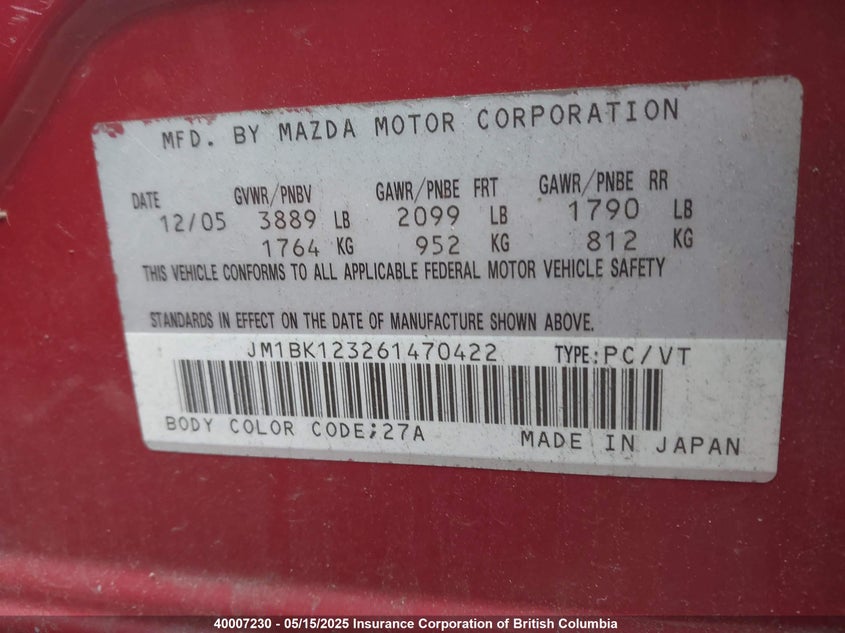 MFD. BY MAZDA MOTOR CORPORATION
DATE GVWR/PNBV GAWR/PNBE FRT GAWR/PNBE RR
12/05 3889 LB 2099 LB 1790 LB
1764 KG 952 KG 812 KG
THIS VEHICLE CONFORMS TO ALL APPLICABLE FEDERAL MOTOR VEHICLE SAFETY
STANDARDS IN EFFECT ON THE DATE OF MANUFACTURE SHOWN ABOVE.
JM1BK123261470422 TYPE:PC/VT
BODY COLOR CODE;27A MADE IN JAPAN
40007230 - 05/15/2025 Insurance Corporation of British Columbia